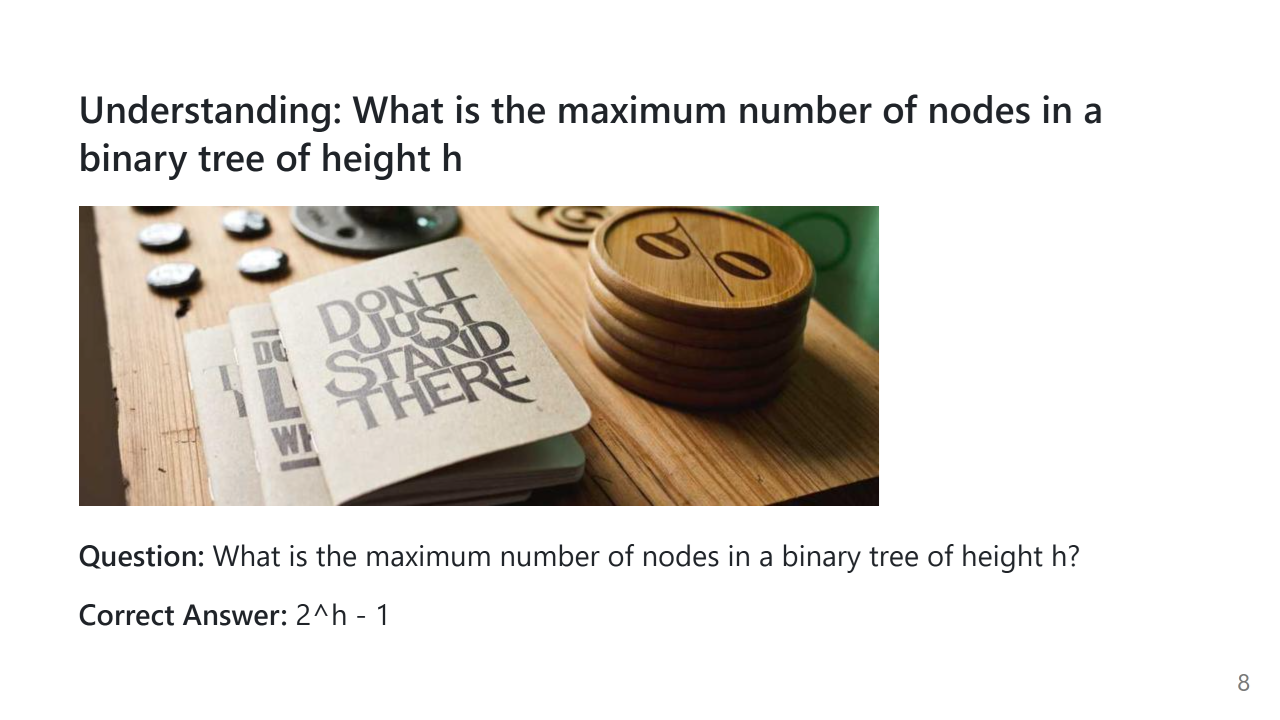 Understanding: What is the maximum number of nodes in a
binary tree of height h
DON'T
JUST
STAND
THERE
%
Question: What is the maximum number of nodes in a binary tree of height h?
Correct Answer: 2^h - 1
8